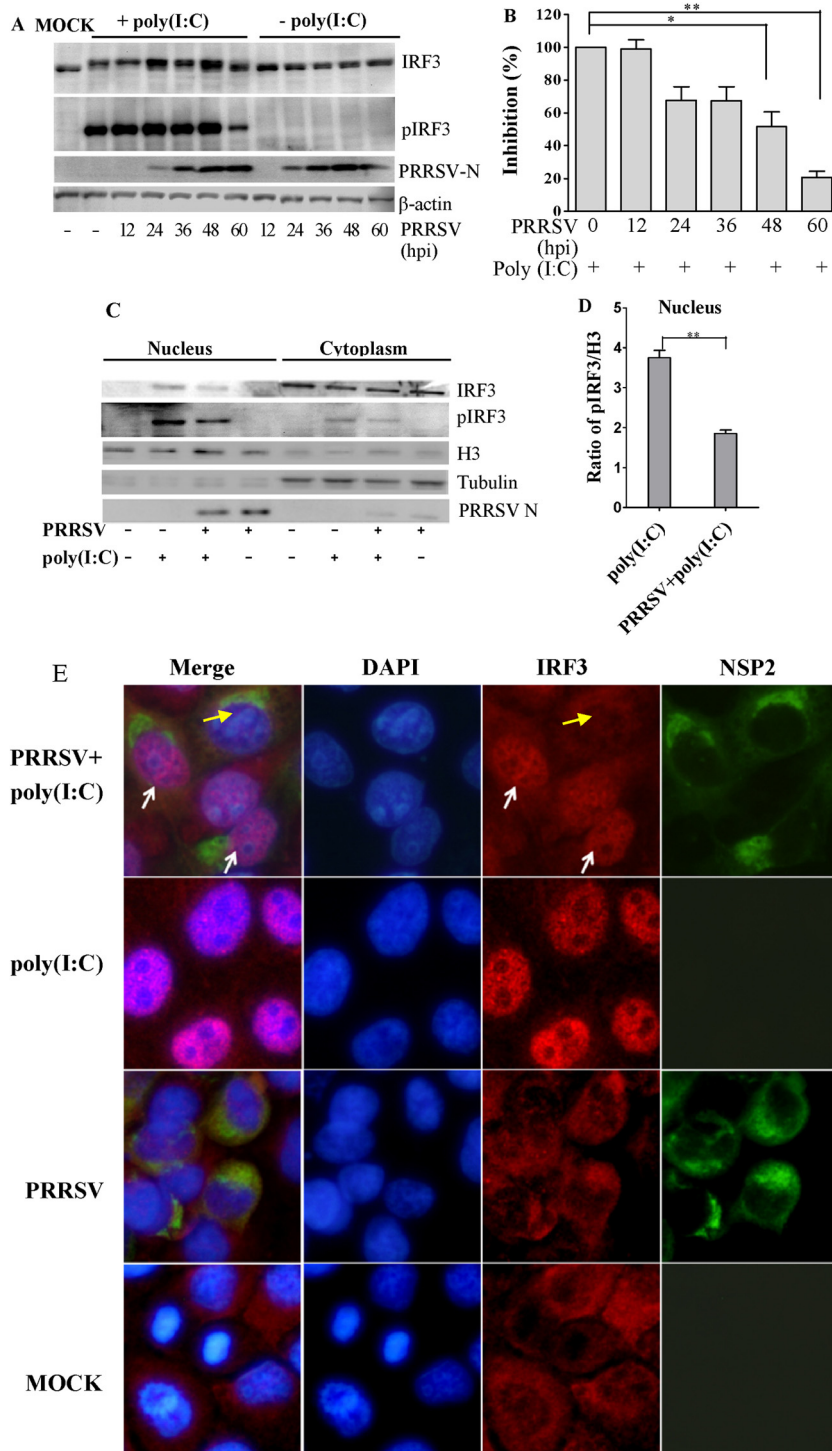 A
MOCK + poly(I:C) - poly(I:C)
IRF3
pIRF3
PRRSV-N
β-actin
– – 12 24 36 48 60 12 24 36 48 60 PRRSV
(hpi)
B
** 
*
Inhibition (%)
120
100
80
60
40
20
0
PRRSV 0 12 24 36 48 60
(hpi)
Poly (I:C) + + + + + +
C
Nucleus Cytoplasm
IRF3
pIRF3
H3
Tubulin
PRRSV N
PRRSV – – + + – – + +
poly(I:C) – + + – – + + –
D
Nucleus
**
Ratio of pIRF3/H3
5
4
3
2
1
0
poly(I:C)
PRRSV+poly(I:C)
E
Merge DAPI IRF3 NSP2
PRRSV+
poly(I:C)
poly(I:C)
PRRSV
MOCK